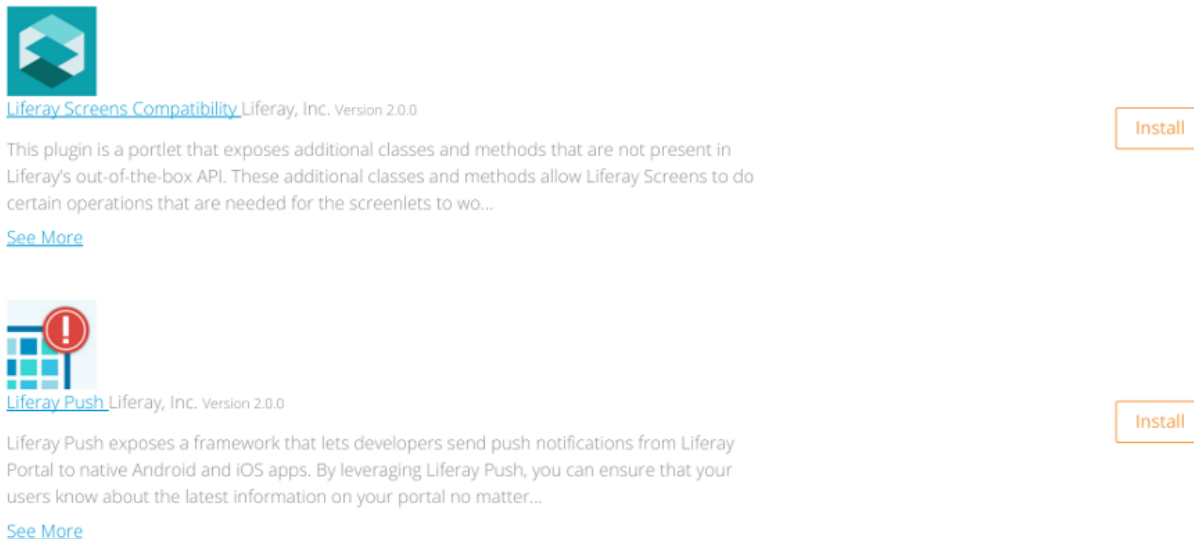 Liferay Screens Compatibility Liferay, Inc. Version 2.0.0
Install
This plugin is a portlet that exposes additional classes and methods that are not present in
Liferay's out-of-the-box API. These additional classes and methods allow Liferay Screens to do
certain operations that are needed for the screenlets to wo...
See More
Liferay Push Liferay, Inc. Version 2.0.0
Install
Liferay Push exposes a framework that lets developers send push notifications from Liferay
Portal to native Android and iOS apps. By leveraging Liferay Push, you can ensure that your
users know about the latest information on your portal no matter...
See More